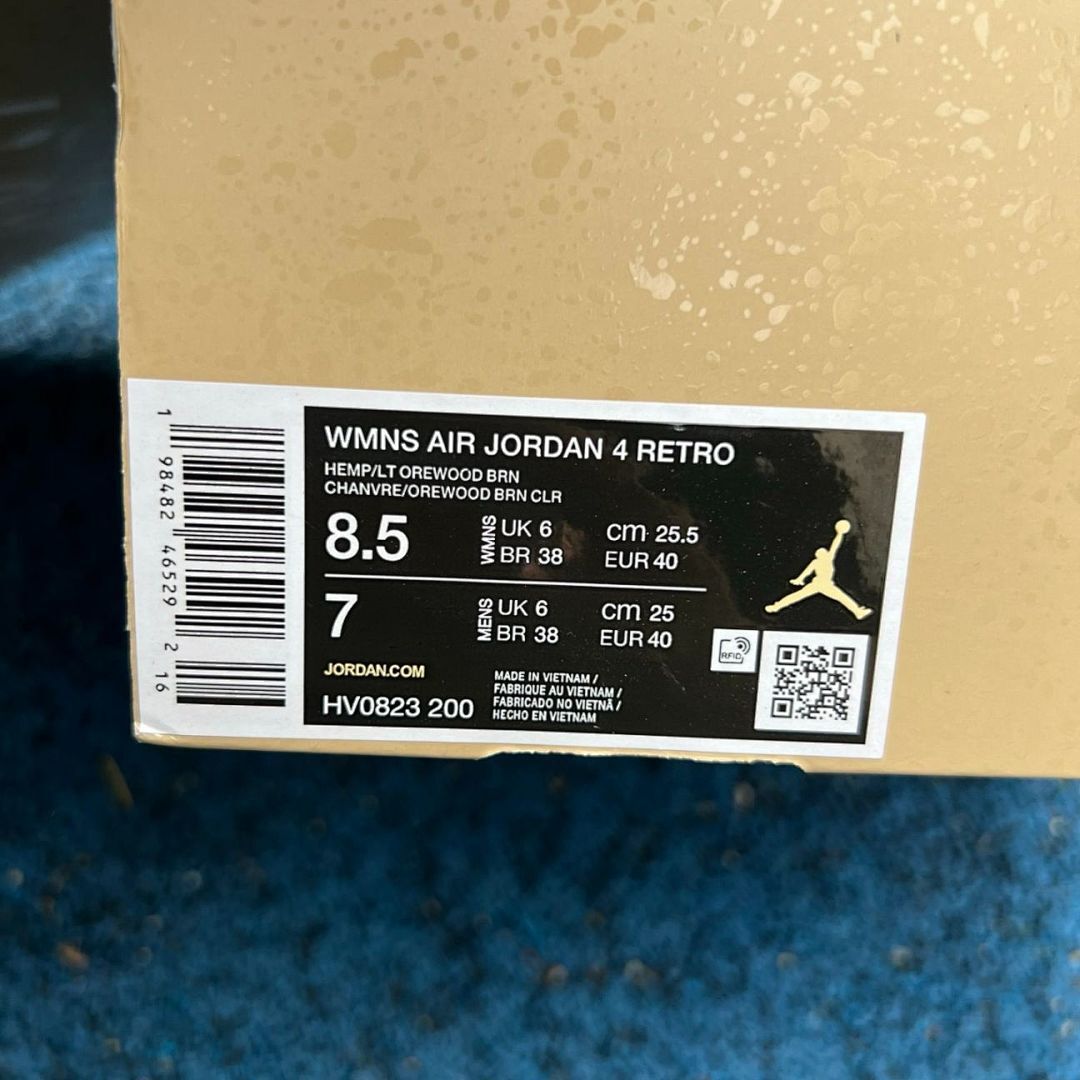 WMNS AIR JORDAN 4 RETRO
HEMP/LT OREWOOD BRN
CHANVRE/OREWOOD BRN CLR
8.5 WMNS UK 6 cm 25.5
BR 38 EUR 40
7 MENS UK 6 cm 25
BR 38 EUR 40
RFID
JORDAN.COM
HV0823 200
MADE IN VIETNAM /
FABRIQUE AU VIETNAM /
FABRICADO NO VIETNÃ /
HECHO EN VIETNAM
1 98482 46529 2 16